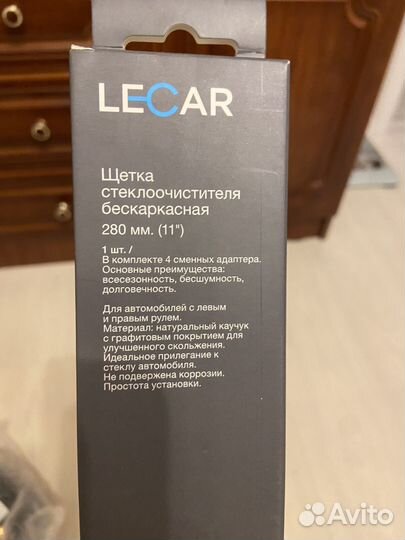 LECAR
Щетка
стеклоочистителя
бескаркасная
280 мм. (11")
1 шт. /
В комплекте 4 сменных адаптера.
Основные преимущества:
всесезонность, бесшумность,
долговечность.
Для автомобилей с левым
и правым рулем.
Материал: натуральный каучук
с графитовым покрытием для
улучшенного скольжения.
Идеальное прилегание к
стеклу автомобиля.
Не подвержена коррозии.
Простота установки.
Avito